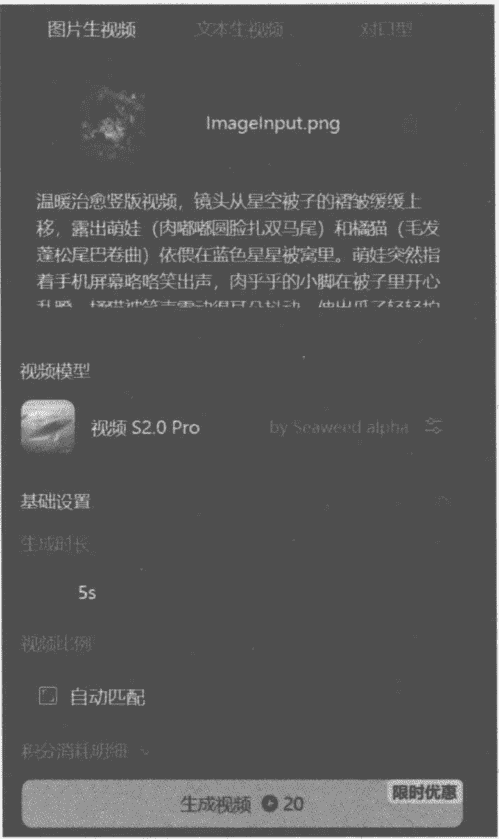 图片生视频 文本生视频 对口型
ImageInput.png
温暖治愈竖版视频，镜头从星空被子的褶皱缓缓上
移，露出萌娃（肉嘟嘟圆脸扎双马尾）和橘猫（毛发
蓬松尾巴卷曲）依偎在蓝色星星被窝里。萌娃突然指
着手机屏幕咯咯笑出声，肉乎乎的小脚在被子里开心
视频模型
视频 S2.0 Pro by Seaweed alpha
基础设置
生成时长
5s
视频比例
自动匹配
积分消耗明细
限时优惠
生成视频 20